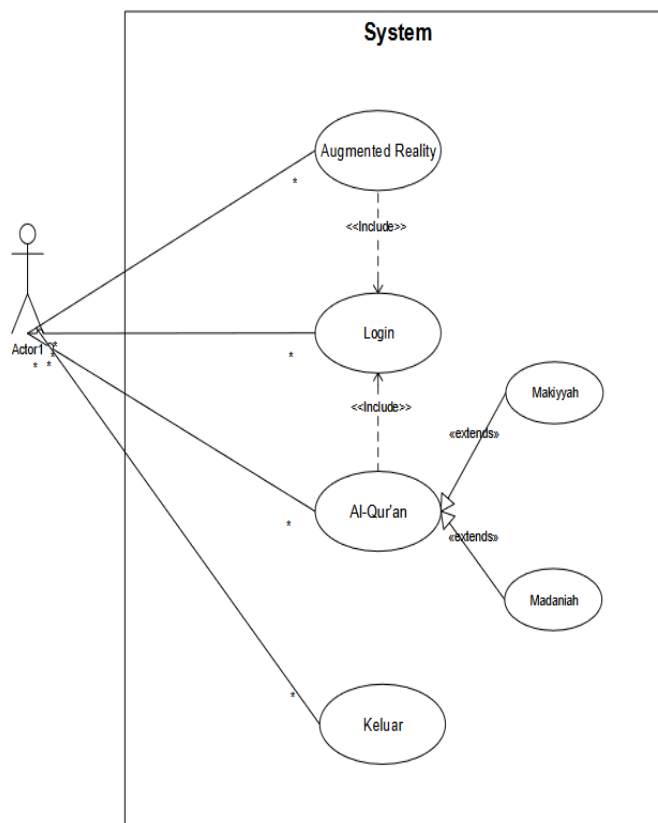 System
Augmented Reality
*
<<Include>>
Actor1
*
*
*
*
Login
*
<<Include>>
Makiyyah
«extends»
Al-Qur'an
*
«extends»
Madaniah
*
Keluar